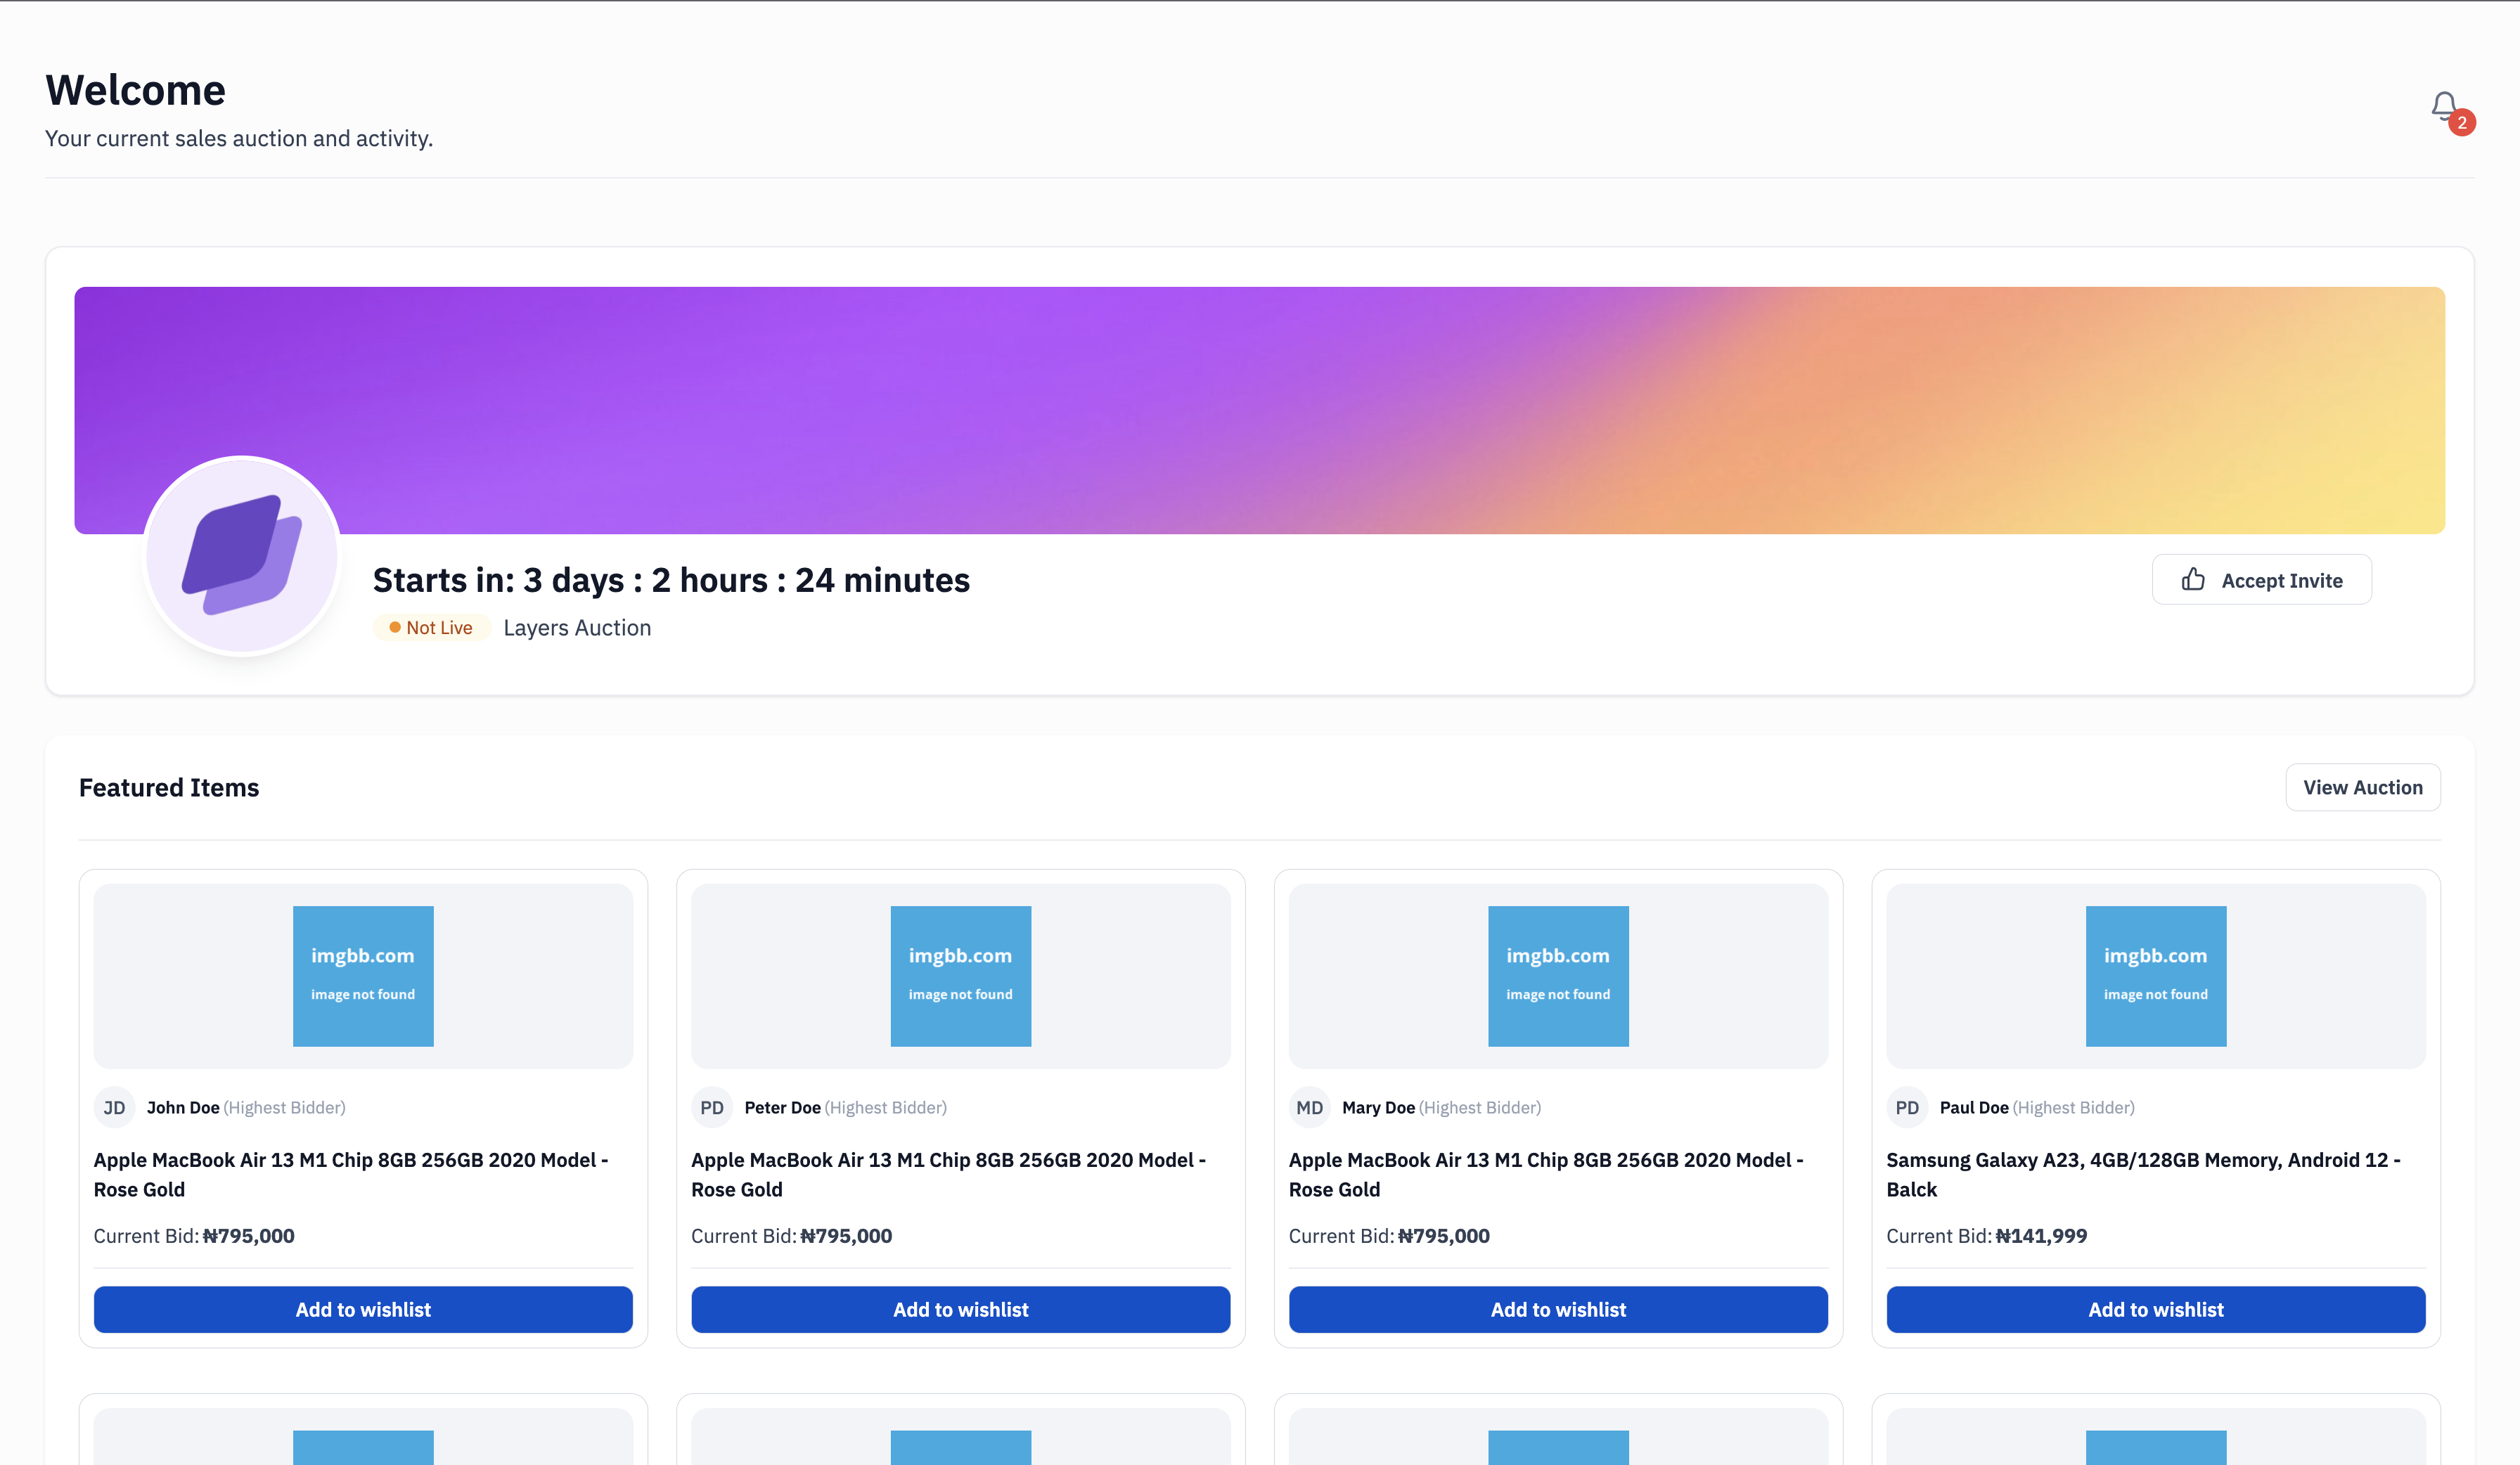 Welcome
Your current sales auction and activity.
2
Starts in: 3 days : 2 hours : 24 minutes
Not Live
Layers Auction
Accept Invite
Featured Items
View Auction
imgbb.com
image not found
JD
John Doe (Highest Bidder)
Apple MacBook Air 13 M1 Chip 8GB 256GB 2020 Model -
Rose Gold
Current Bid: ₦795,000
Add to wishlist
imgbb.com
image not found
PD
Peter Doe (Highest Bidder)
Apple MacBook Air 13 M1 Chip 8GB 256GB 2020 Model -
Rose Gold
Current Bid: ₦795,000
Add to wishlist
imgbb.com
image not found
MD
Mary Doe (Highest Bidder)
Apple MacBook Air 13 M1 Chip 8GB 256GB 2020 Model -
Rose Gold
Current Bid: ₦795,000
Add to wishlist
imgbb.com
image not found
PD
Paul Doe (Highest Bidder)
Samsung Galaxy A23, 4GB/128GB Memory, Android 12 -
Balck
Current Bid: ₦141,999
Add to wishlist